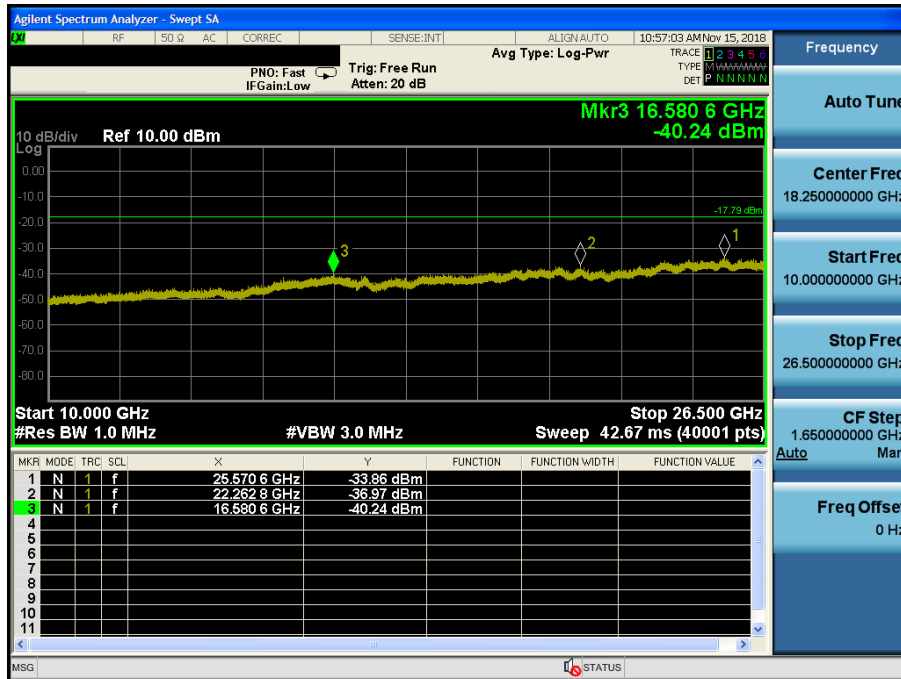 Agilent Spectrum Analyzer - Swept SA
LXI RF 50 Ω AC CORREC SENSE:INT ALIGN AUTO 10:57:03 AM Nov 15, 2018
Frequency
Avg Type: Log-Pwr TRACE 1 2 3 4 5 6
PNO: Fast Trig: Free Run TYPE M W W W W W
IFGain:Low Atten: 20 dB DET P N N N N N
Auto Tune
Mkr3 16.580 6 GHz
10 dB/div Ref 10.00 dBm -40.24 dBm
Log
0.00
-10.0
-20.0
-30.0
-40.0
-50.0
-60.0
-70.0
-80.0
-17.79 dBm
3
2
1
Center Freq
18.250000000 GHz
Start Freq
10.000000000 GHz
Stop Freq
26.500000000 GHz
Start 10.000 GHz Stop 26.500 GHz
#Res BW 1.0 MHz #VBW 3.0 MHz Sweep 42.67 ms (40001 pts)
CF Step
1.650000000 GHz
Auto Man
MKR MODE TRC SCL X Y FUNCTION FUNCTION WIDTH FUNCTION VALUE
1 N 1 f 25.570 6 GHz -33.86 dBm
2 N 1 f 22.262 8 GHz -36.97 dBm
3 N 1 f 16.580 6 GHz -40.24 dBm
4
5
6
7
8
9
10
11
Freq Offset
0 Hz
MSG STATUS